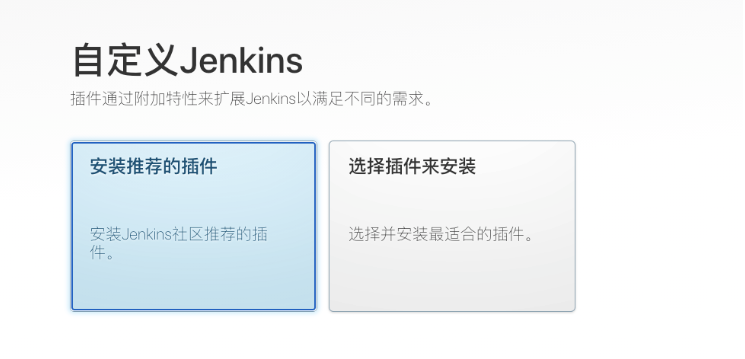 自定义Jenkins
插件通过附加特性来扩展Jenkins以满足不同的需求。
安装推荐的插件
安装Jenkins社区推荐的插
件。
选择插件来安装
选择并安装最适合的插件。